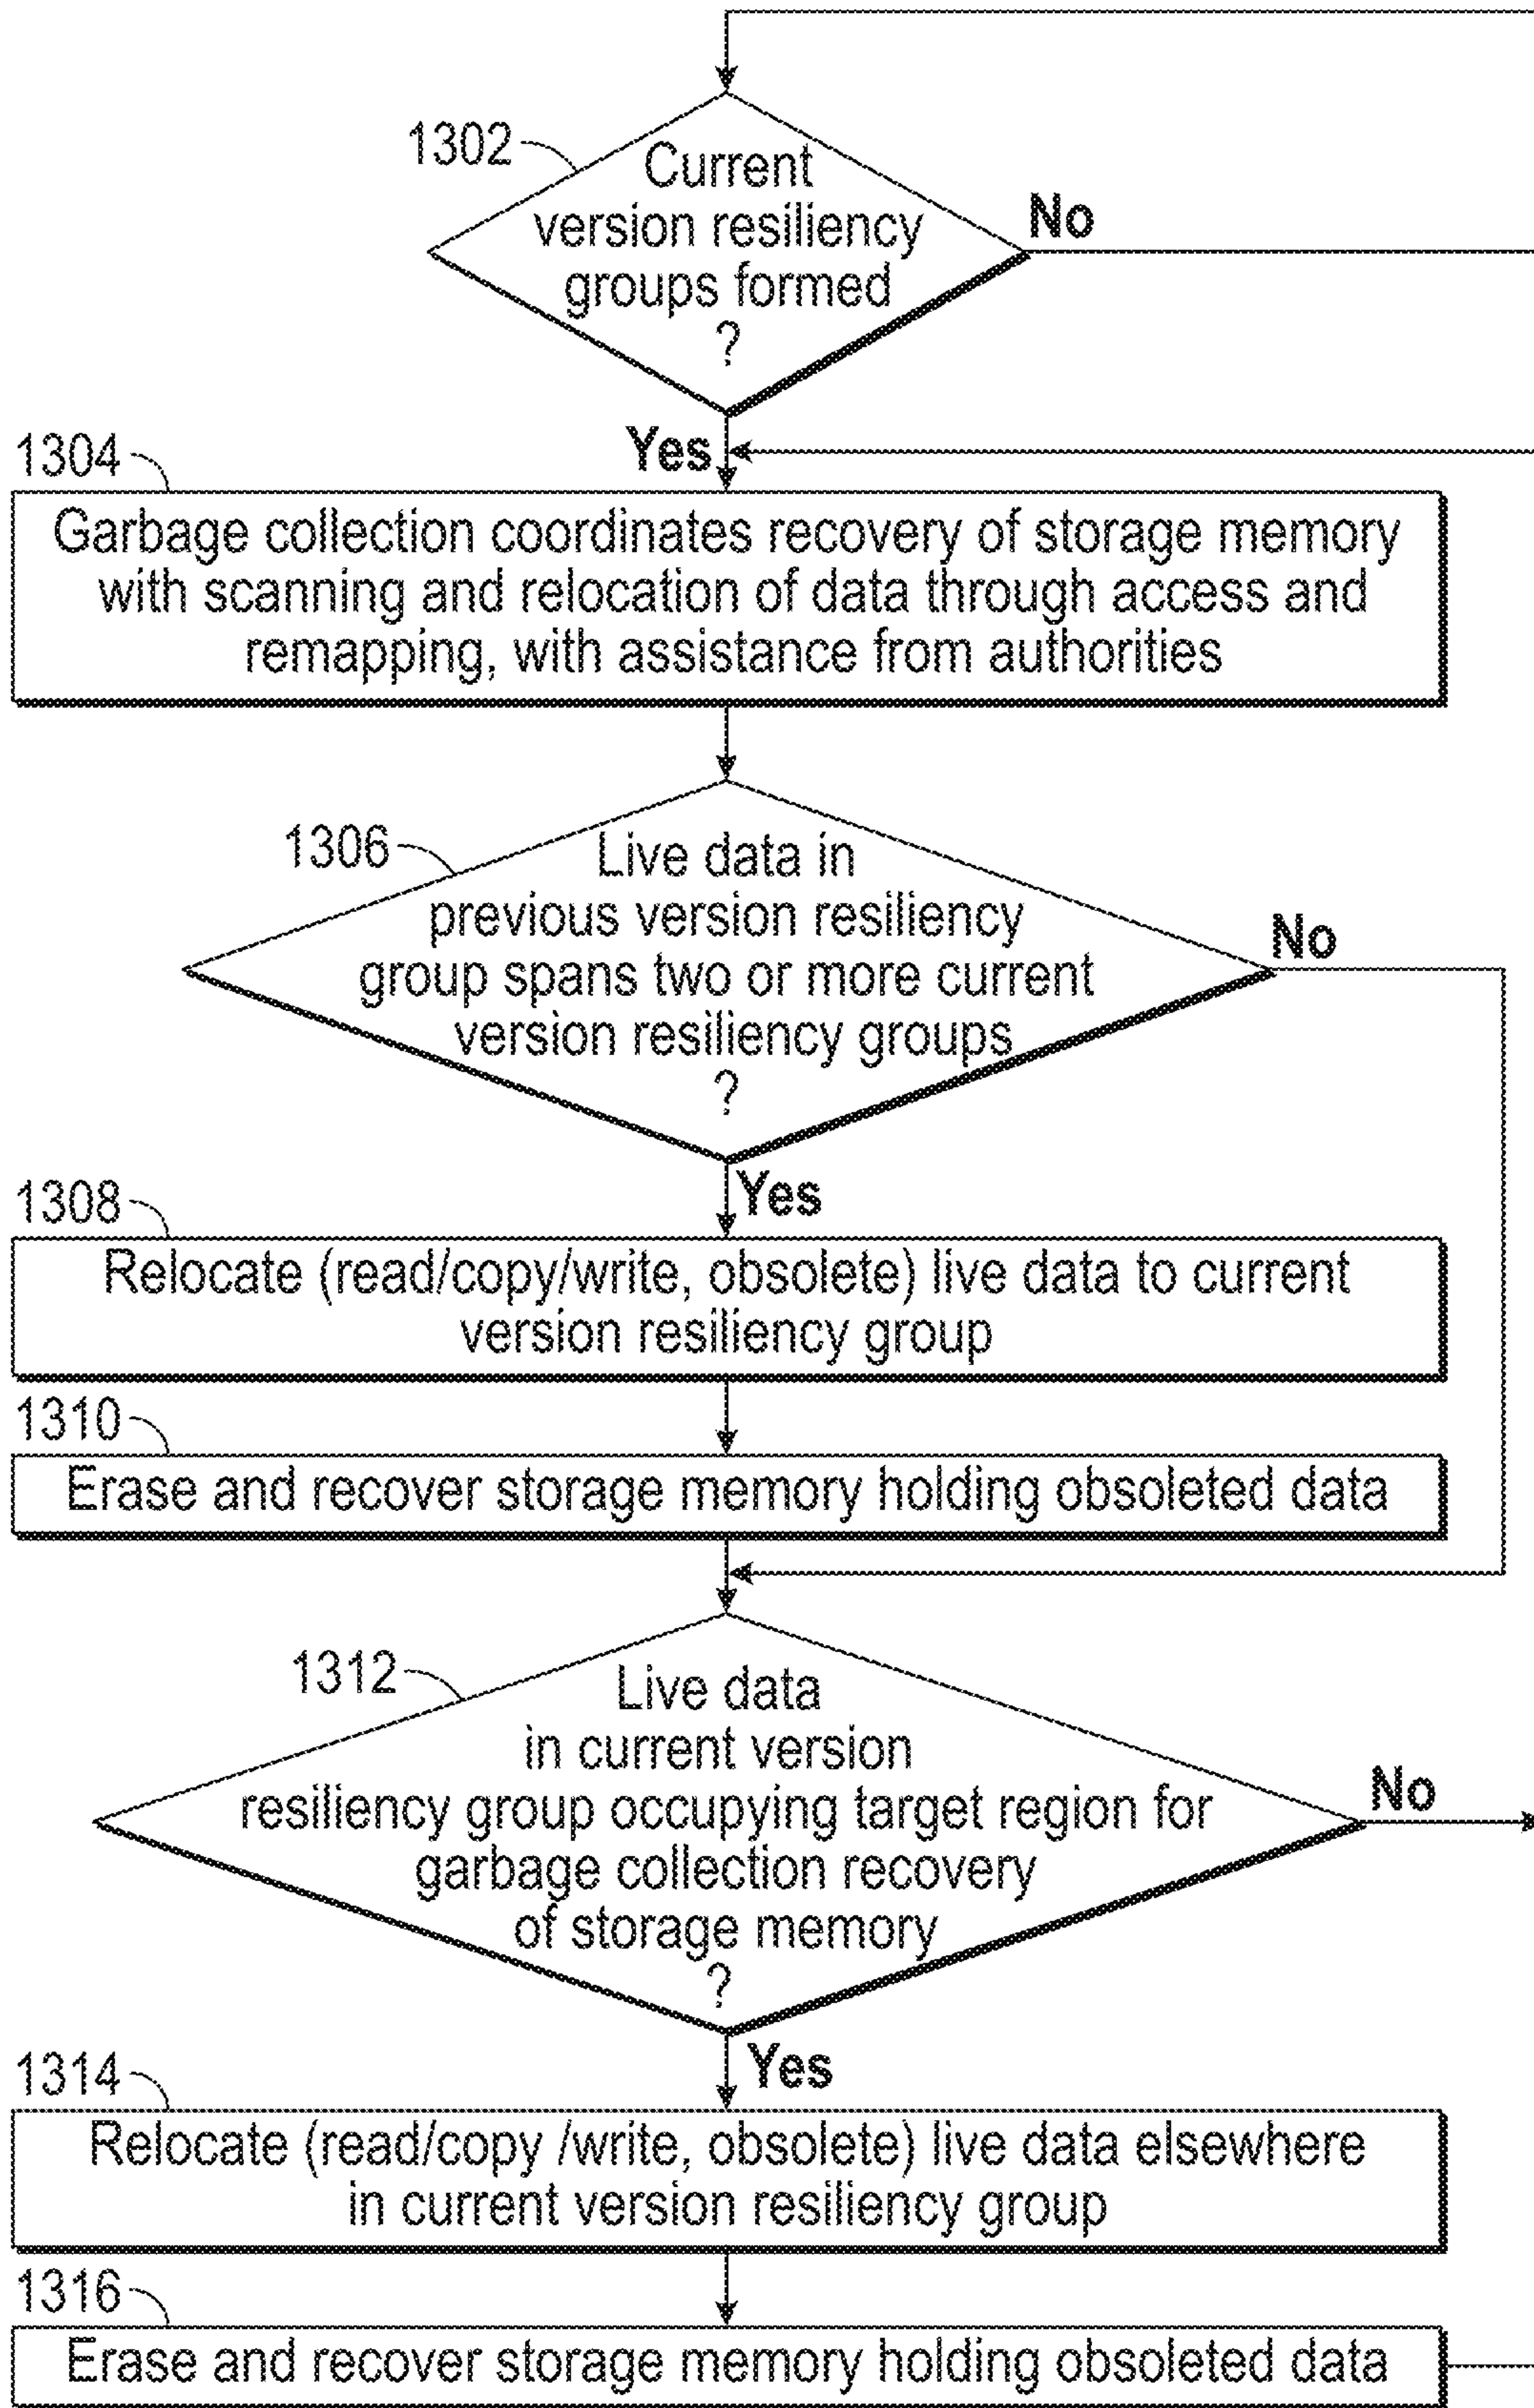 1302
Current
version resiliency
groups formed
?
No
Yes
1304
Garbage collection coordinates recovery of storage memory
with scanning and relocation of data through access and
remapping, with assistance from authorities
1306
Live data in
previous version resiliency
group spans two or more current
version resiliency groups
?
No
Yes
1308
Relocate (read/copy/write, obsolete) live data to current
version resiliency group
1310
Erase and recover storage memory holding obsoleted data
1312
Live data
in current version
resiliency group occupying target region for
garbage collection recovery
of storage memory
?
No
Yes
1314
Relocate (read/copy /write, obsolete) live data elsewhere
in current version resiliency group
1316
Erase and recover storage memory holding obsoleted data